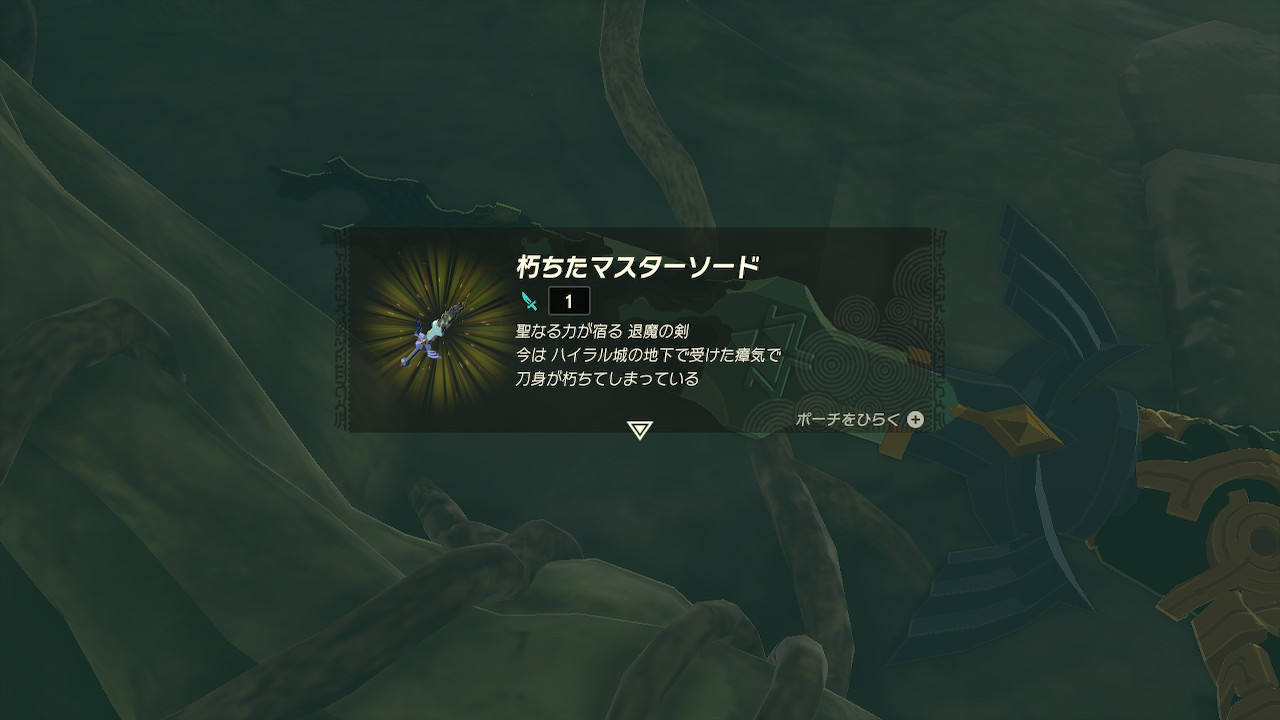 朽ちたマスターソード
1
聖なる力が宿る 退魔の剣
今は ハイラル城の地下で受けた瘴気で
刀身が朽ちてしまっている
ポーチをひらく